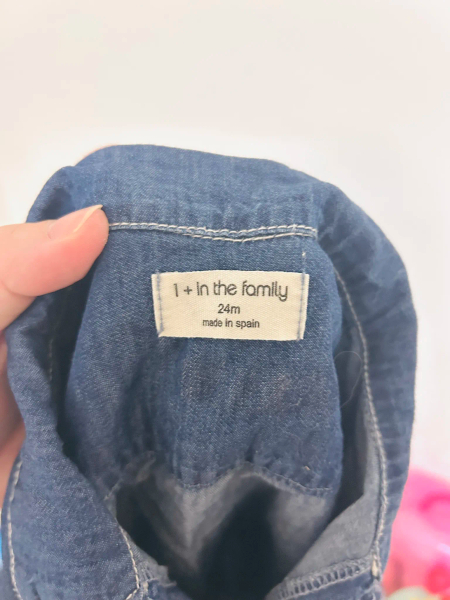 1 + in the family
24m
made in spain